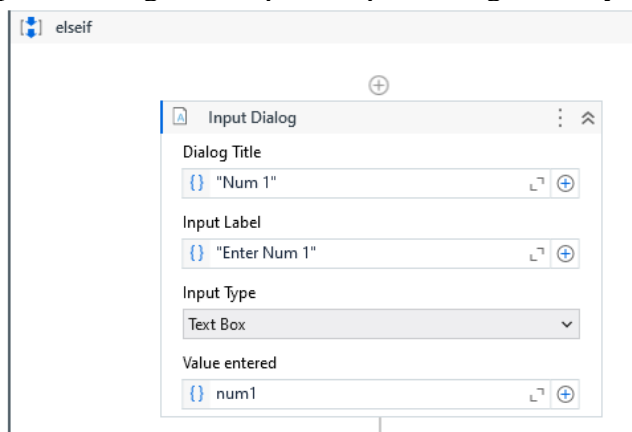 elseif
Input Dialog
Dialog Title
"Num 1"
Input Label
"Enter Num 1"
Input Type
Text Box
Value entered
num1